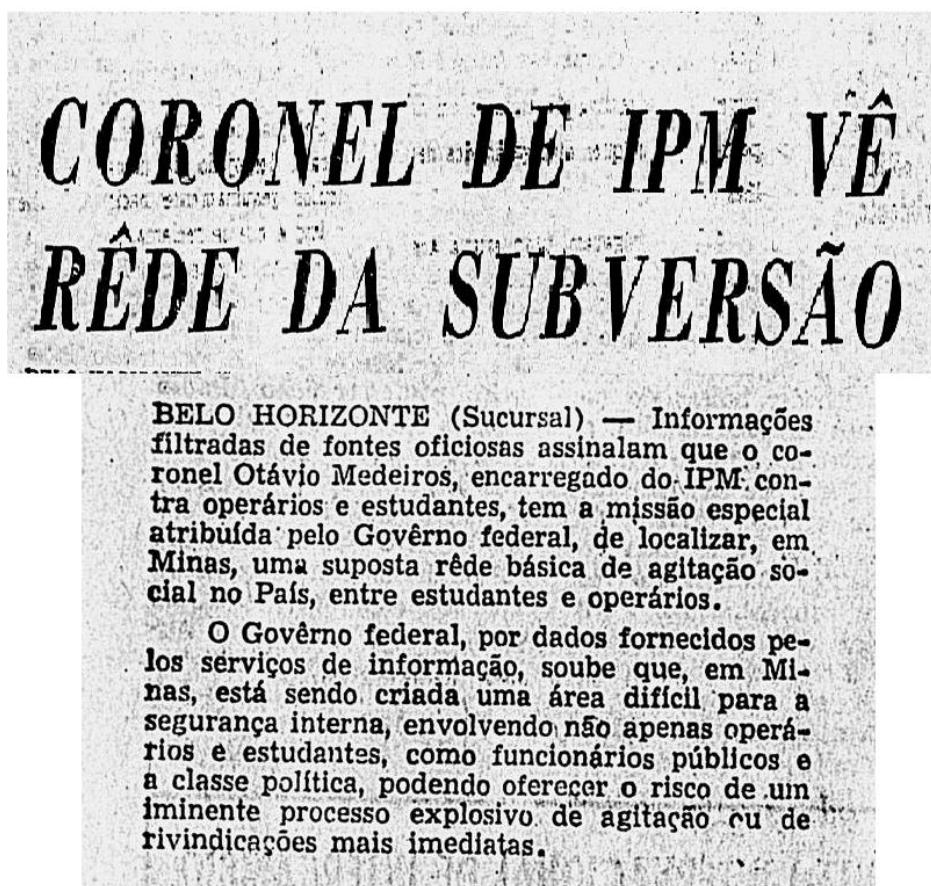 CORONEL DE IPM VÊ
RÊDE DA SUBVERSÃO
BELO HORIZONTE (Sucursal) — Informações
filtradas de fontes oficiosas assinalam que o co-
ronel Otávio Medeiros, encarregado do IPM con-
tra operários e estudantes, tem a missão especial
atribuída pelo Govêrno federal, de localizar, em
Minas, uma suposta rêde básica de agitação so-
cial no País, entre estudantes e operários.
O Govêrno federal, por dados fornecidos pe-
los serviços de informação, soube que, em Mi-
nas, está sendo criada uma área difícil para a
segurança interna, envolvendo não apenas operá-
rios e estudantes, como funcionários públicos e
a classe política, podendo oferecer o risco de um
iminente processo explosivo de agitação ou de
rivindicações mais imediatas.